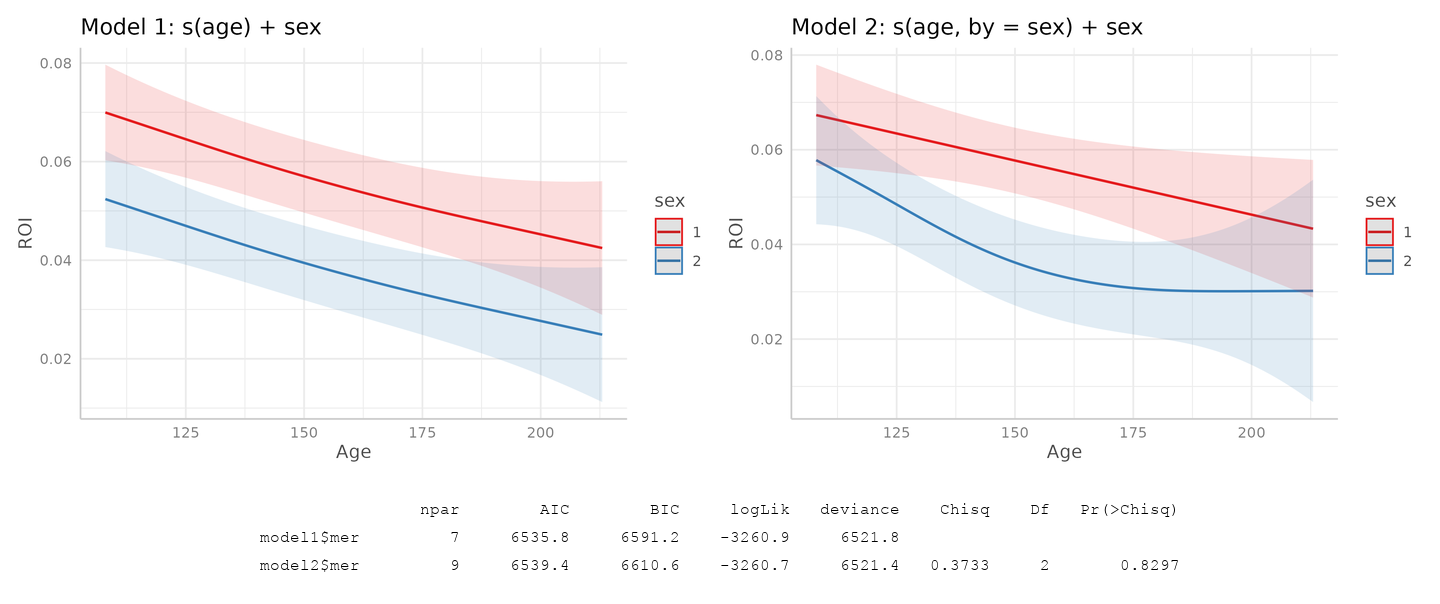 Model 1: s(age) + sex
0.08
0.06
0.04
0.02
ROI
125 150 175 200
Age
sex
1
2
Model 2: s(age, by = sex) + sex
0.08
0.06
0.04
0.02
ROI
125 150 175 200
Age
sex
1
2
npar AIC BIC logLik deviance Chisq Df Pr(>Chisq)
model1$mer 7 6535.8 6591.2 -3260.9 6521.8
model2$mer 9 6539.4 6610.6 -3260.7 6521.4 0.3733 2 0.8297